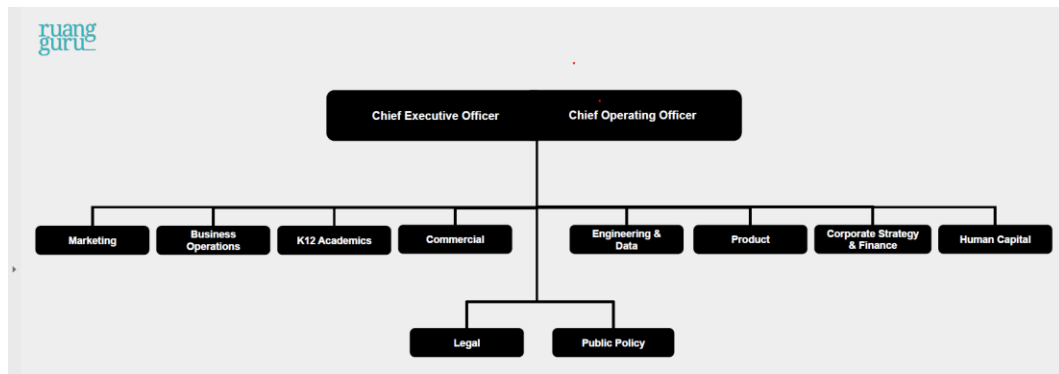 ruang
guru
Chief Executive Officer
Chief Operating Officer
Marketing
Business
Operations
K12 Academics
Commercial
Engineering &
Data
Product
Corporate Strategy
& Finance
Human Capital
Legal
Public Policy